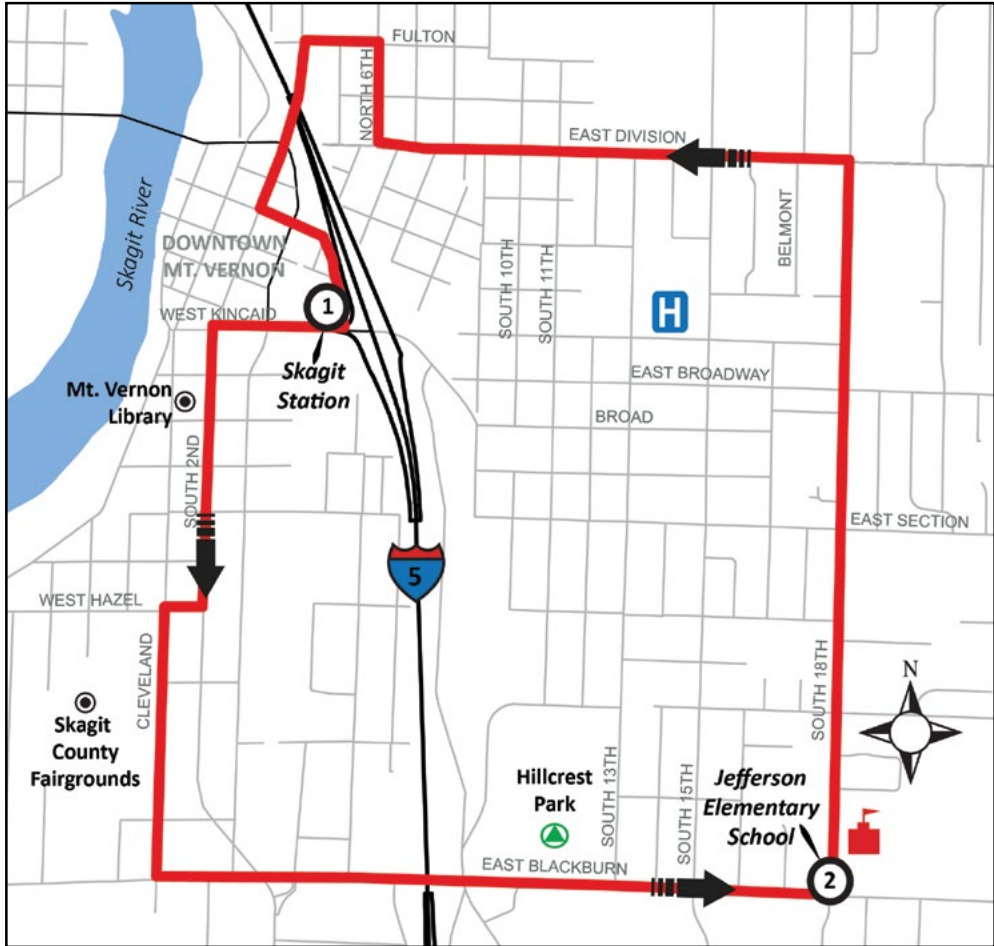 FULTON
NORTH 6TH
EAST DIVISION
Skagit River
BELMONT
DOWNTOWN
MT. VERNON
SOUTH 10TH
SOUTH 11TH
1
H
WEST KINCAID
Skagit
Station
EAST BROADWAY
Mt. Vernon
Library
BROAD
SOUTH 2ND
EAST SECTION
5
WEST HAZEL
CLEVELAND
SOUTH 18TH
N
Skagit
County
Fairgrounds
Hillcrest
Park
SOUTH 13TH
SOUTH 15TH
Jefferson
Elementary
School
EAST BLACKBURN
2